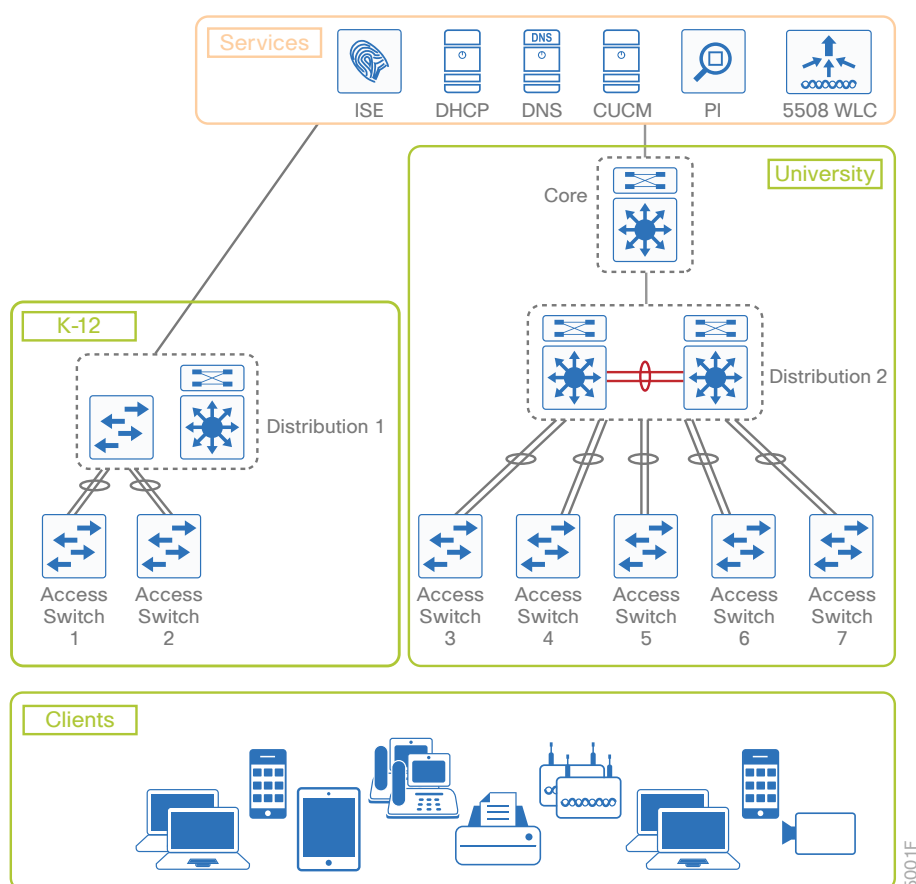 Services
DNS
ISE
DHCP
DNS
CUCM
PI
5508 WLC
University
Core
K-12
Distribution 2
Distribution 1
Access
Switch
1
Access
Switch
2
Access
Switch
3
Access
Switch
4
Access
Switch
5
Access
Switch
6
Access
Switch
7
Clients